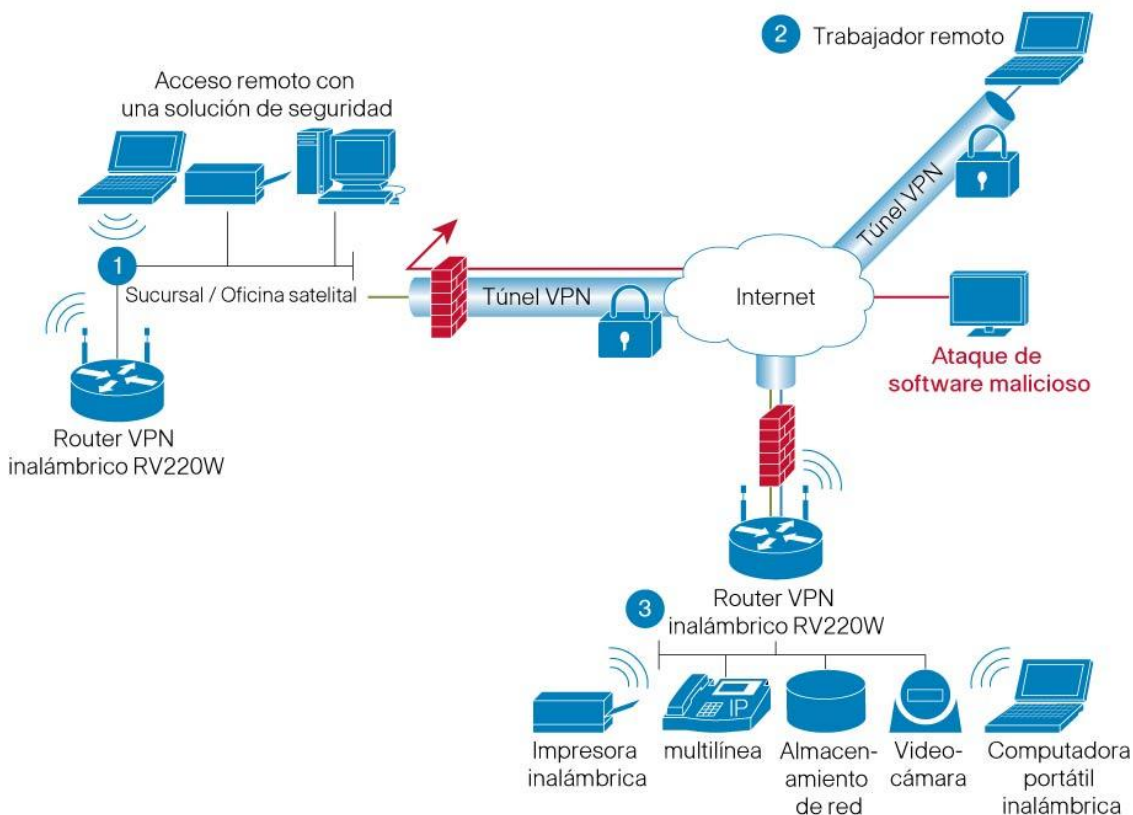 2 Trabajador remoto
Acceso remoto con
una solución de seguridad
Túnel VPN
1
Sucursal / Oficina satelital
Túnel VPN
Internet
Ataque de
software malicioso
Router VPN
inalámbrico RV220W
3
Router VPN
inalámbrico RV220W
IP
Impresora
inalámbrica
multilínea
Almacen-
amiento
de red
Video-
cámara
Computadora
portátil
inalámbrica